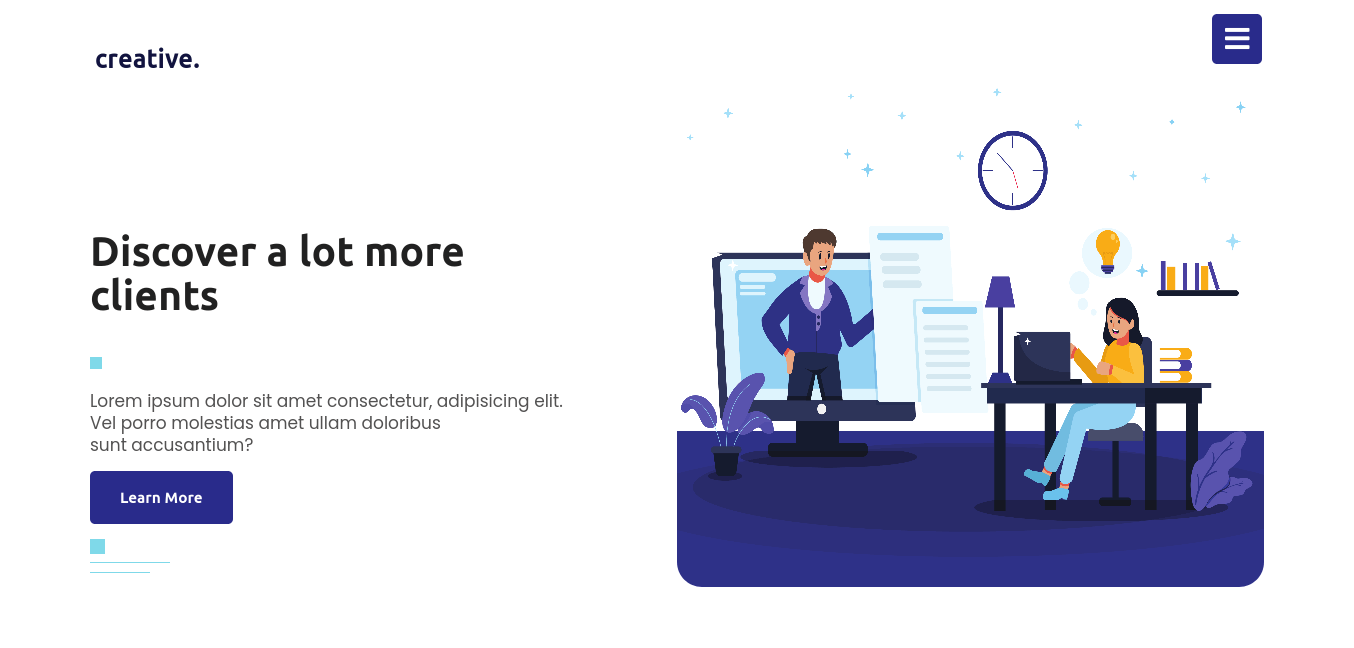 creative.
Discover a lot more
clients
Lorem ipsum dolor sit amet consectetur, adipisicing elit.
Vel porro molestias amet ullam doloribus
sunt accusantium?
Learn More